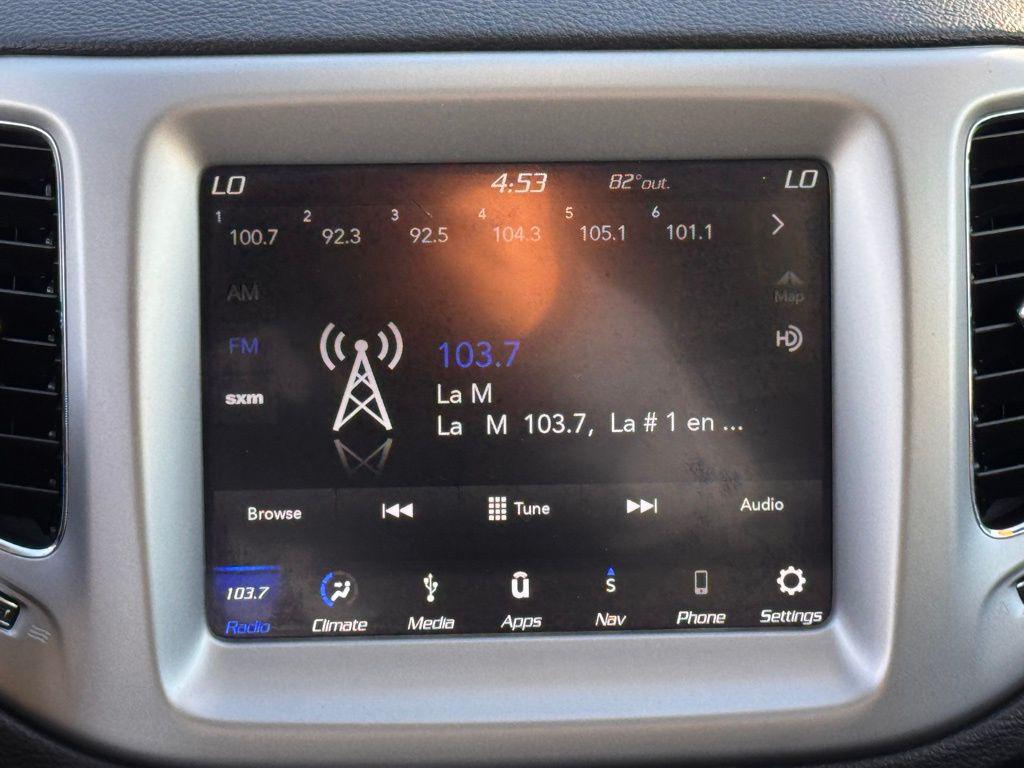 LO 4:53 82° out. LO
1 2 3 4 5 6
100.7 92.3 92.5 104.3 105.1 101.1
AM
Map
FM
HD
103.7
sxm
La M
La M 103.7, La # 1 en ...
Browse Tune Audio
103.7 S
Radio Climate Media Apps Nav Phone Settings